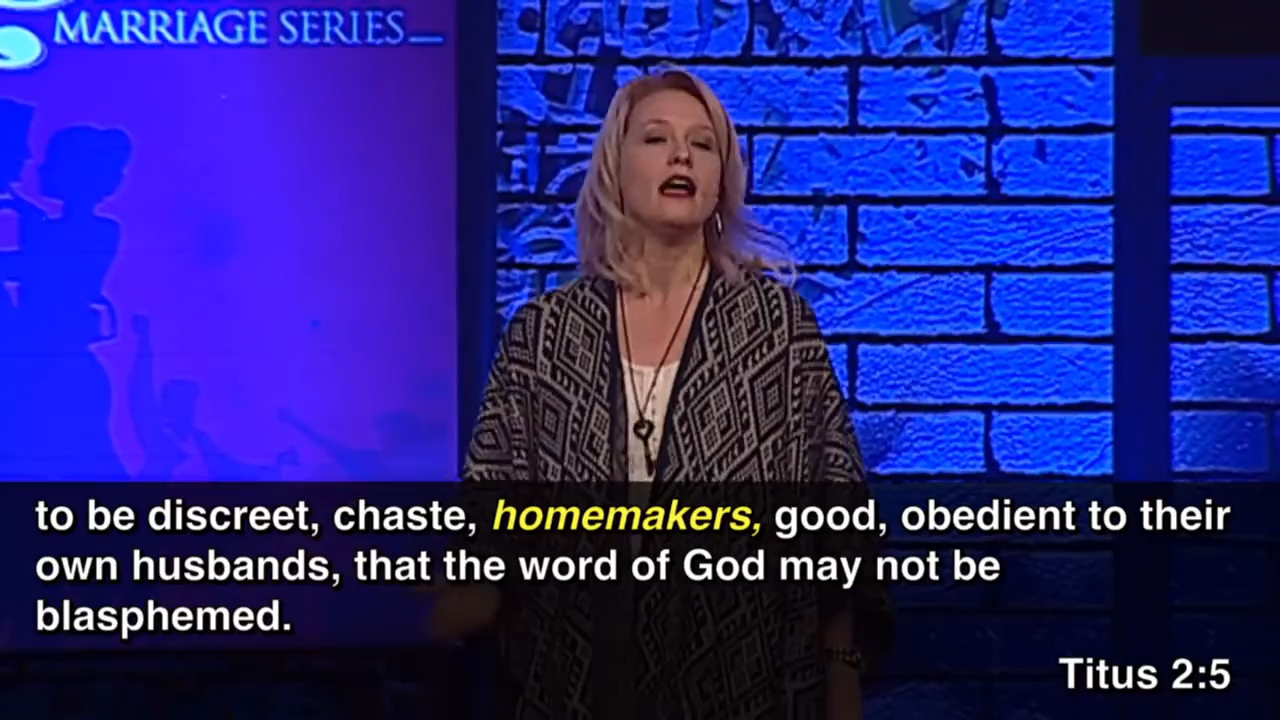 MARRIAGE SERIES
to be discreet, chaste, homemakers, good, obedient to their
own husbands, that the word of God may not be
blasphemed.
Titus 2:5